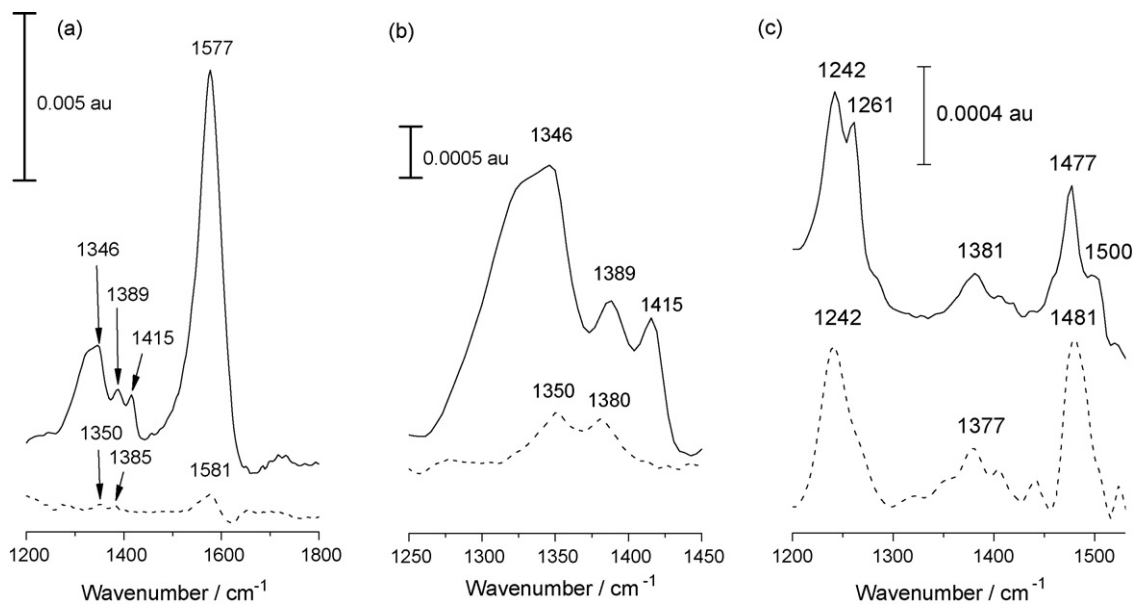 (a)
1577
0.005 au
1346
1389
1415
1350
1385
1581
1200 1400 1600 1800
Wavenumber / cm⁻¹
(b)
0.0005 au
1346
1389
1415
1350
1380
1250 1300 1350 1400 1450
Wavenumber / cm⁻¹
(c)
1242
1261
0.0004 au
1477
1381
1500
1242
1481
1377
1200 1300 1400 1500
Wavenumber / cm⁻¹